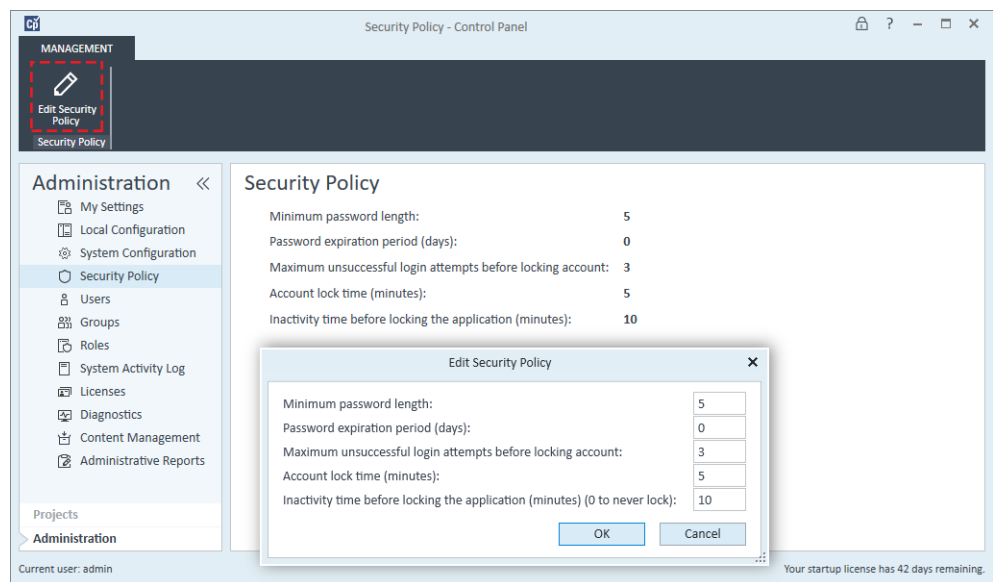 Cp
Security Policy - Control Panel
?
MANAGEMENT
Edit Security
Policy
Security Policy
Administration
My Settings
Local Configuration
System Configuration
Security Policy
Users
Groups
Roles
System Activity Log
Licenses
Diagnostics
Content Management
Administrative Reports
Projects
Administration
Security Policy
Minimum password length: 5
Password expiration period (days): 0
Maximum unsuccessful login attempts before locking account: 3
Account lock time (minutes): 5
Inactivity time before locking the application (minutes): 10
Edit Security Policy
Minimum password length: 5
Password expiration period (days): 0
Maximum unsuccessful login attempts before locking account: 3
Account lock time (minutes): 5
Inactivity time before locking the application (minutes) (0 to never lock): 10
OK Cancel
Current user: admin
Your startup license has 42 days remaining.